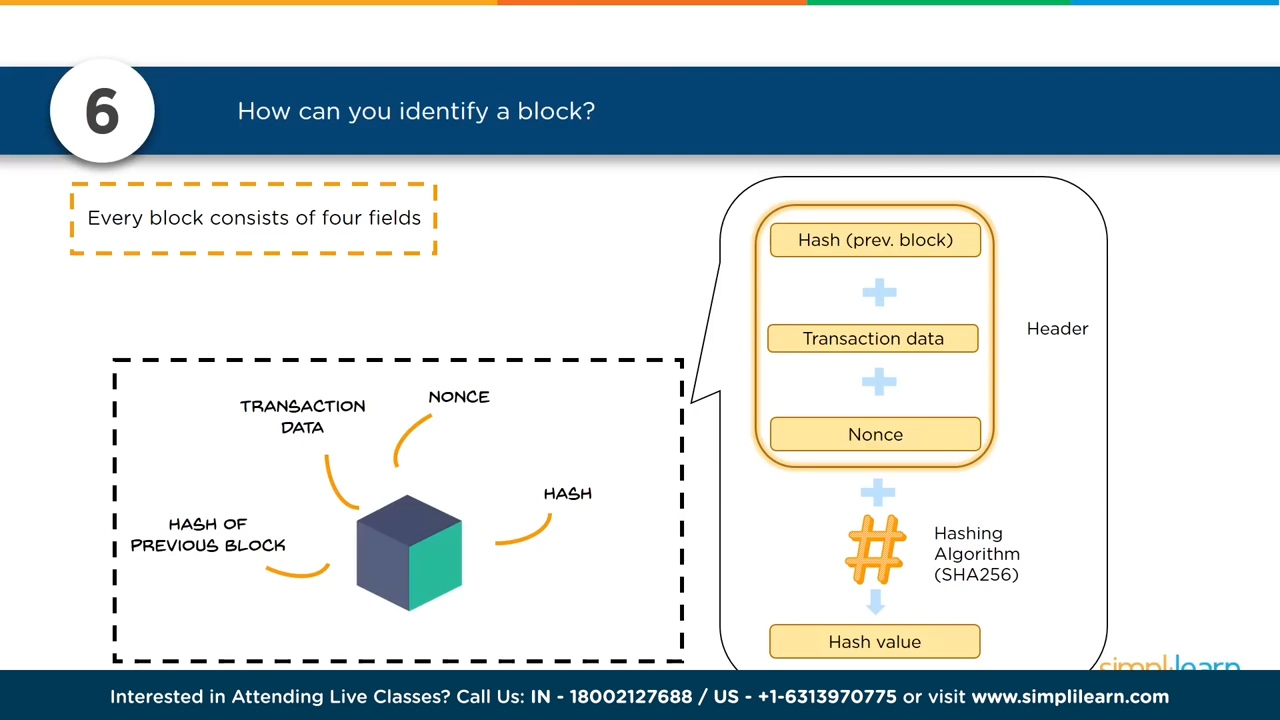 6
How can you identify a block?
Every block consists of four fields
TRANSACTION
DATA
NONCE
HASH
HASH OF
PREVIOUS BLOCK
Hash (prev. block)
Transaction data
Nonce
Header
#
Hashing
Algorithm
(SHA256)
Hash value
simplilearn
Interested in Attending Live Classes? Call Us: IN - 18002127688 / US - +1-6313970775 or visit www.simplilearn.com